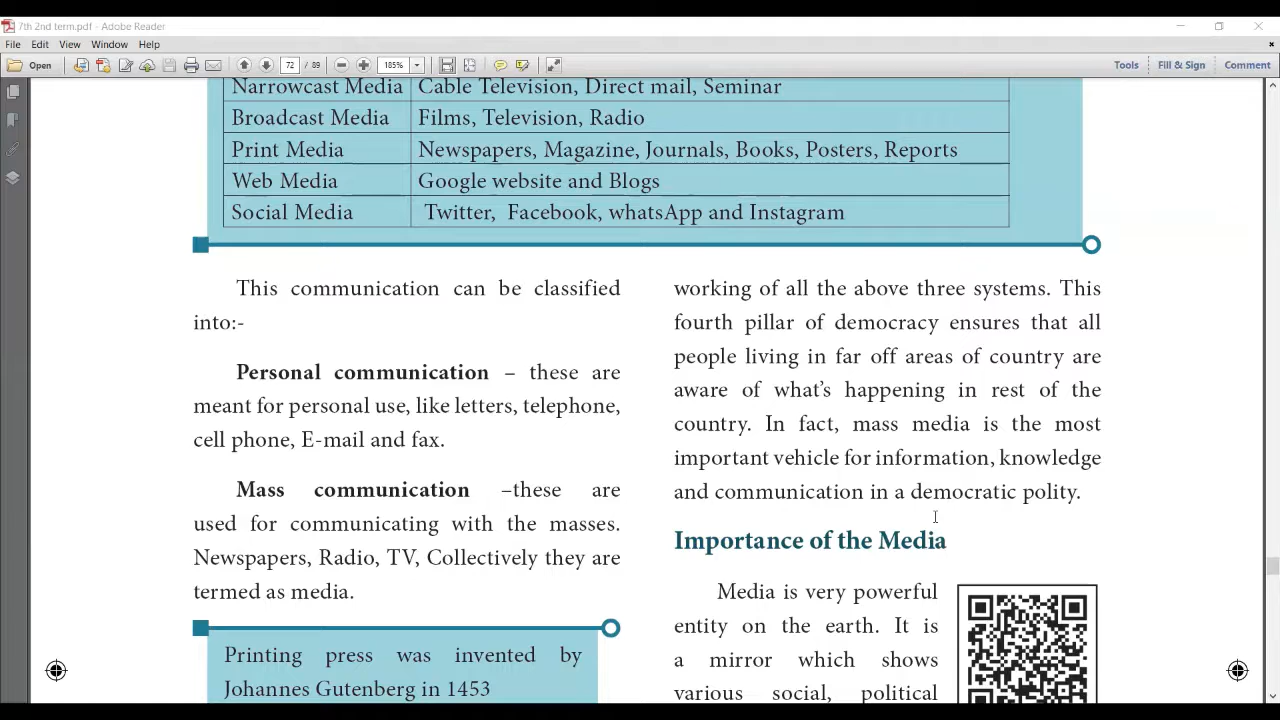 7th 2nd term.pdf - Adobe Reader
File Edit View Window Help
Open 72 / 89 185% Tools Fill & Sign Comment
Narrowcast Media Cable Television, Direct mail, Seminar
Broadcast Media Films, Television, Radio
Print Media Newspapers, Magazine, Journals, Books, Posters, Reports
Web Media Google website and Blogs
Social Media Twitter, Facebook, whatsApp and Instagram
This communication can be classified
into:-
Personal communication – these are
meant for personal use, like letters, telephone,
cell phone, E-mail and fax.
Mass communication –these are
used for communicating with the masses.
Newspapers, Radio, TV, Collectively they are
termed as media.
Printing press was invented by
Johannes Gutenberg in 1453
working of all the above three systems. This
fourth pillar of democracy ensures that all
people living in far off areas of country are
aware of what’s happening in rest of the
country. In fact, mass media is the most
important vehicle for information, knowledge
and communication in a democratic polity.
Importance of the Media
Media is very powerful
entity on the earth. It is
a mirror which shows
various social, political